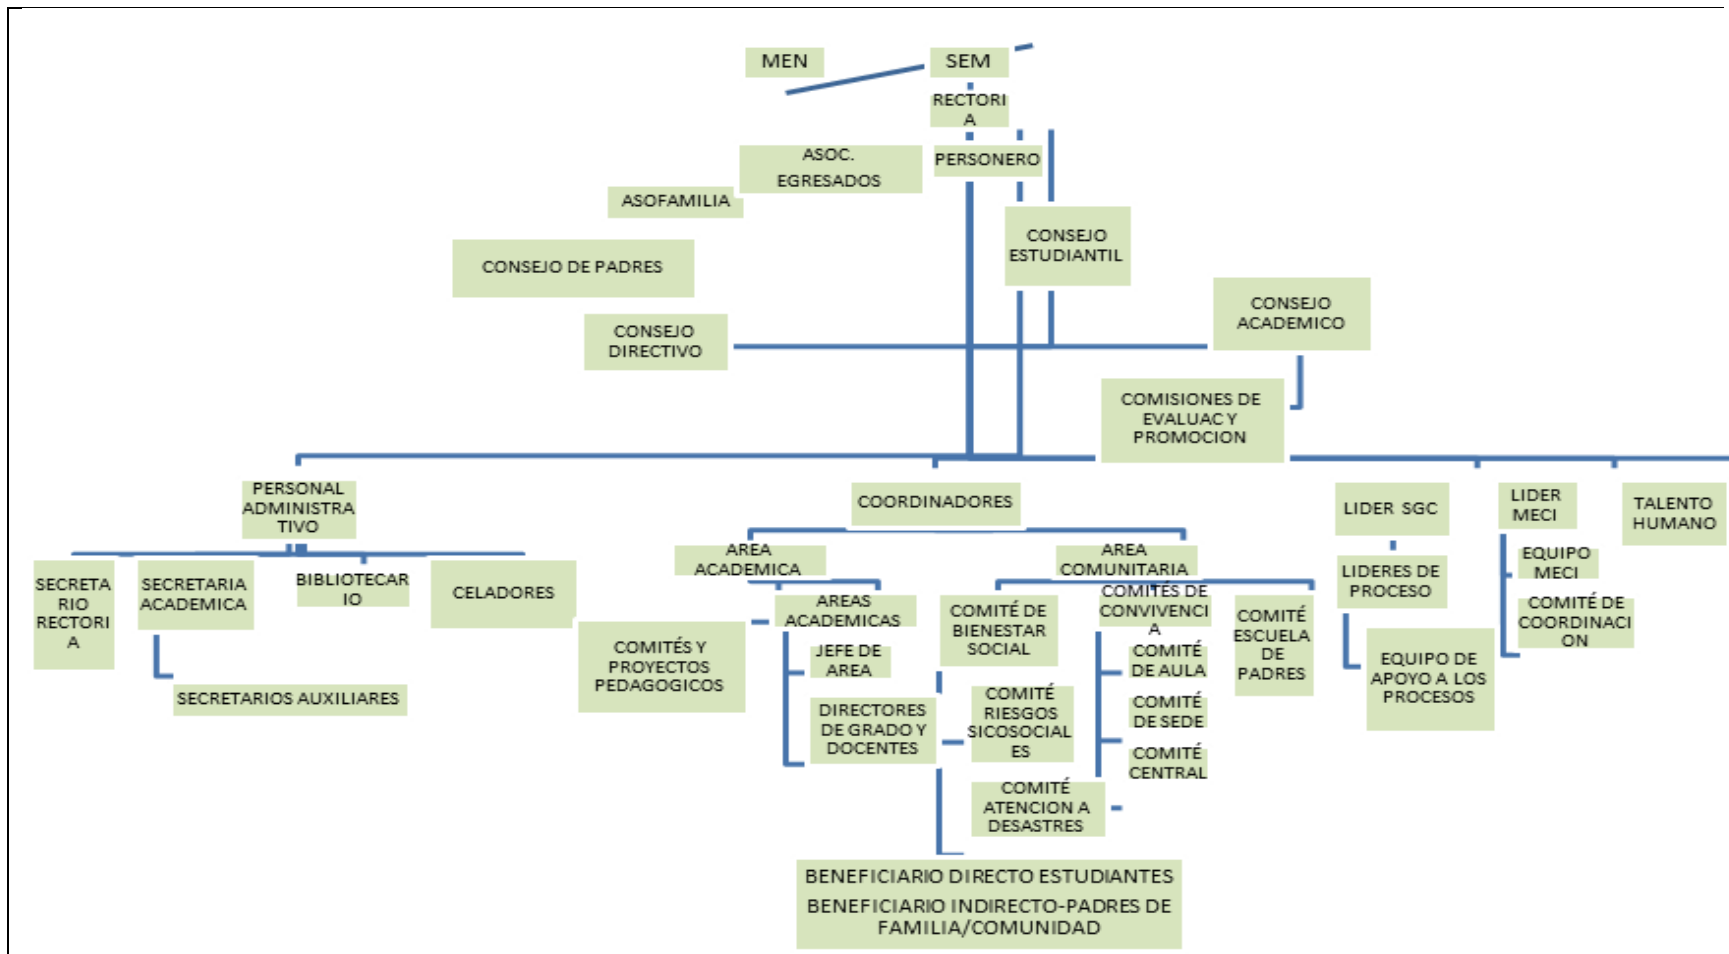 MEN
SEM
RECTORI
A
ASOC.
EGRESADOS
PERSONERO
ASOFAMILIA
CONSEJO
ESTUDIANTIL
CONSEJO DE PADRES
CONSEJO
ACADEMICO
CONSEJO
DIRECTIVO
COMISIONES DE
EVALUAC Y
PROMOCION
PERSONAL
ADMINISTRA
TIVO
COORDINADORES
LIDER SGC
LIDER
MECI
TALENTO
HUMANO
SECRETA
RIO
RECTORI
A
SECRETARIA
ACADEMICA
BIBLIOTECAR
IO
CELADORES
SECRETARIOS AUXILIARES
AREA
ACADEMICA
AREA
COMUNITARIA
COMITÉS Y
PROYECTOS
PEDAGOGICOS
AREAS
ACADEMICAS
JEFE DE
AREA
DIRECTORES
DE GRADO Y
DOCENTES
COMITÉ DE
BIENESTAR
SOCIAL
COMITÉ
RIESGOS
SICOSOCIAL
ES
COMITÉ
ATENCION A
DESASTRES
COMITÉS DE
CONVIVENCI
A
COMITÉ
DE AULA
COMITÉ
DE SEDE
COMITÉ
CENTRAL
COMITÉ
ESCUELA
DE
PADRES
LIDERES DE
PROCESO
EQUIPO DE
APOYO A LOS
PROCESOS
EQUIPO
MECI
COMITÉ DE
COORDINACI
ON
BENEFICIARIO DIRECTO ESTUDIANTES
BENEFICIARIO INDIRECTO-PADRES DE
FAMILIA/COMUNIDAD